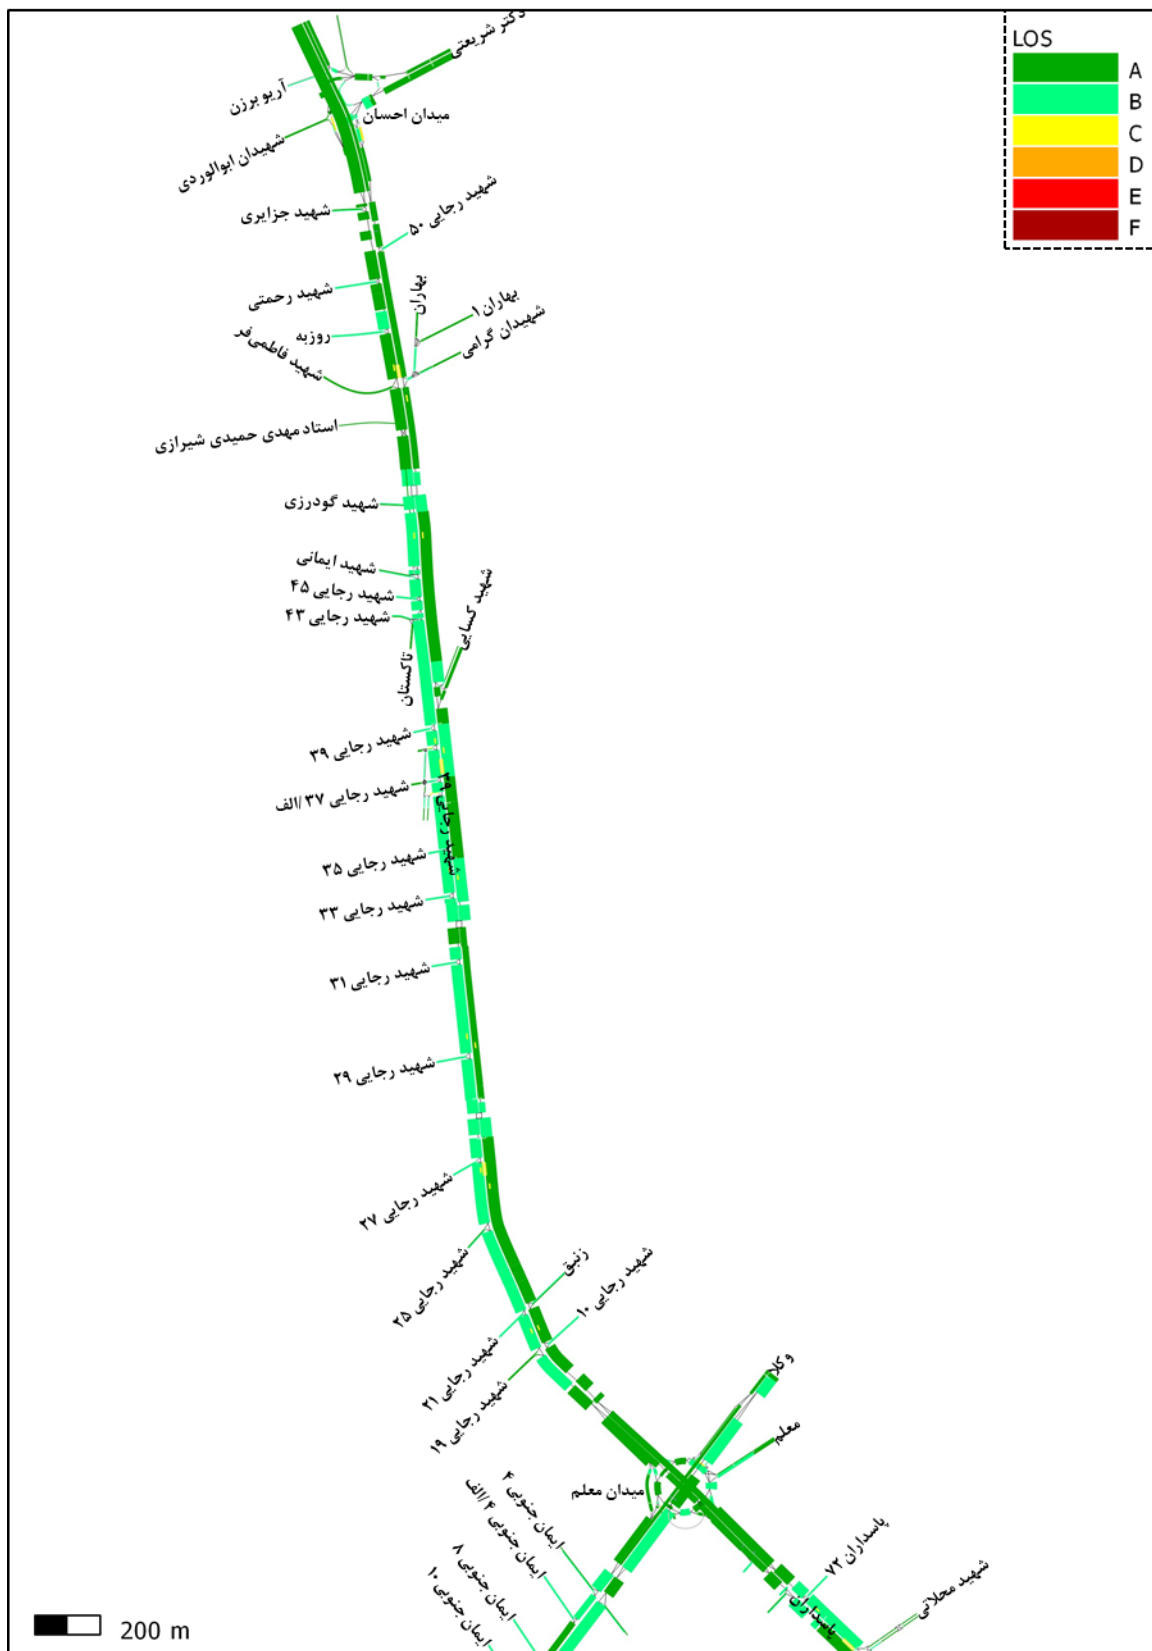 دکتر شریعتی
LOS
A
B
C
D
E
F
آریو برزن
میدان احسان
شهیدان ابوالوردی
شهید جزایری
شهید رجایی ۵۰
شهید رحمتی
بهاران
بهاران ۱
روزبه
شهیدان گرامی
شهید فاطمی‌فر
استاد مهدی حمیدی شیرازی
شهید گودرزی
شهید ایمانی
شهید رجایی ۴۵
شهید رجایی ۴۳
شهید کسایی
تاکستان
شهید رجایی ۳۹
شهید رجایی ۳۷/الف
شهید رجایی ۳۹
شهید رجایی ۳۵
شهید رجایی ۳۳
شهید رجایی ۳۱
شهید رجایی ۲۹
شهید رجایی ۲۷
شهید رجایی ۲۵
زنبق
شهید رجایی ۱۰
شهید رجایی ۲۱
شهید رجایی ۱۹
وکلا
معلم
میدان معلم
ایمان جنوبی ۴
ایمان جنوبی ۴/الف
ایمان جنوبی ۸
ایمان جنوبی ۱۰
پاسداران ۷۲
پاسداران
شهید محلاتی
200 m